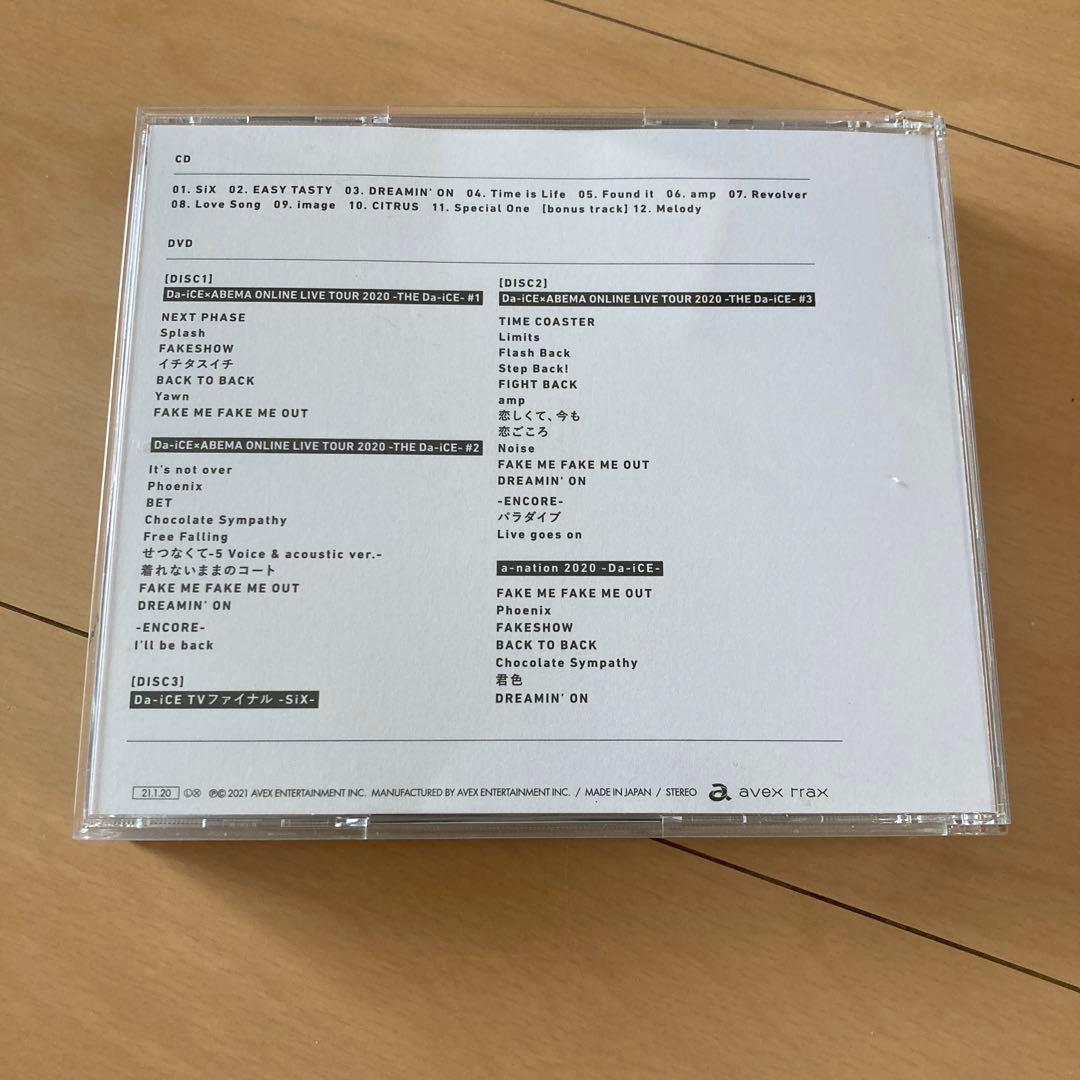 CD
01. SiX 02. EASY TASTY 03. DREAMIN' ON 04. Time is Life 05. Found it 06. amp 07. Revolver
08. Love Song 09. image 10. CITRUS 11. Special One [bonus track] 12. Melody
DVD
[DISC1]
Da-iCE×ABEMA ONLINE LIVE TOUR 2020 -THE Da-iCE- #1
NEXT PHASE
Splash
FAKESHOW
イチタスイチ
BACK TO BACK
Yawn
FAKE ME FAKE ME OUT
Da-iCE×ABEMA ONLINE LIVE TOUR 2020 -THE Da-iCE- #2
It's not over
Phoenix
BET
Chocolate Sympathy
Free Falling
せつなくて-5 Voice & acoustic ver.-
着れないままのコート
FAKE ME FAKE ME OUT
DREAMIN' ON
-ENCORE-
I'll be back
[DISC3]
Da-iCE TVファイナル -SiX-
[DISC2]
Da-iCE×ABEMA ONLINE LIVE TOUR 2020 -THE Da-iCE- #3
TIME COASTER
Limits
Flash Back
Step Back!
FIGHT BACK
amp
恋しくて、今も
恋ごころ
Noise
FAKE ME FAKE ME OUT
DREAMIN' ON
-ENCORE-
パラダイブ
Live goes on
a-nation 2020 -Da-iCE-
FAKE ME FAKE ME OUT
Phoenix
FAKESHOW
BACK TO BACK
Chocolate Sympathy
君色
DREAMIN' ON
21.1.20 ⓁⓍ ℗© 2021 AVEX ENTERTAINMENT INC. MANUFACTURED BY AVEX ENTERTAINMENT INC. / MADE IN JAPAN / STEREO a avex trax